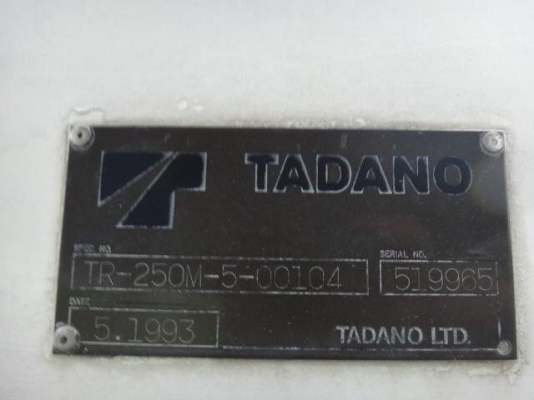 TADANO
SPEC. NO.
SERIAL NO.
TR-250M-5-00104
519965
DATE
5.1993
TADANO LTD.